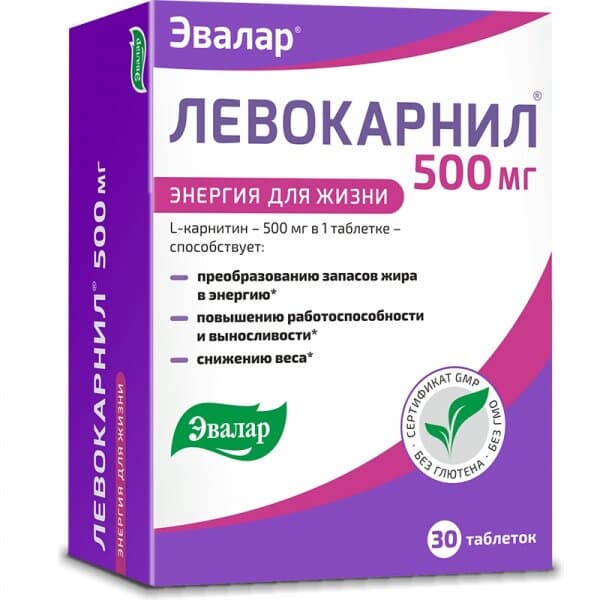 Эвалар®
ЛЕВОКАРНИЛ®
500 мг
ЭНЕРГИЯ ДЛЯ ЖИЗНИ
L-карнитин – 500 мг в 1 таблетке –
способствует:
преобразованию запасов жира
в энергию*
повышению работоспособности
и выносливости*
снижению веса*
Эвалар
СЕРТИФИКАТ GMP
БЕЗ ГЛЮТЕНА • БЕЗ ГМО
30 таблеток
Эвалар
ЛЕВОКАРНИЛ® 500 мг
ЭНЕРГИЯ ДЛЯ ЖИЗНИ